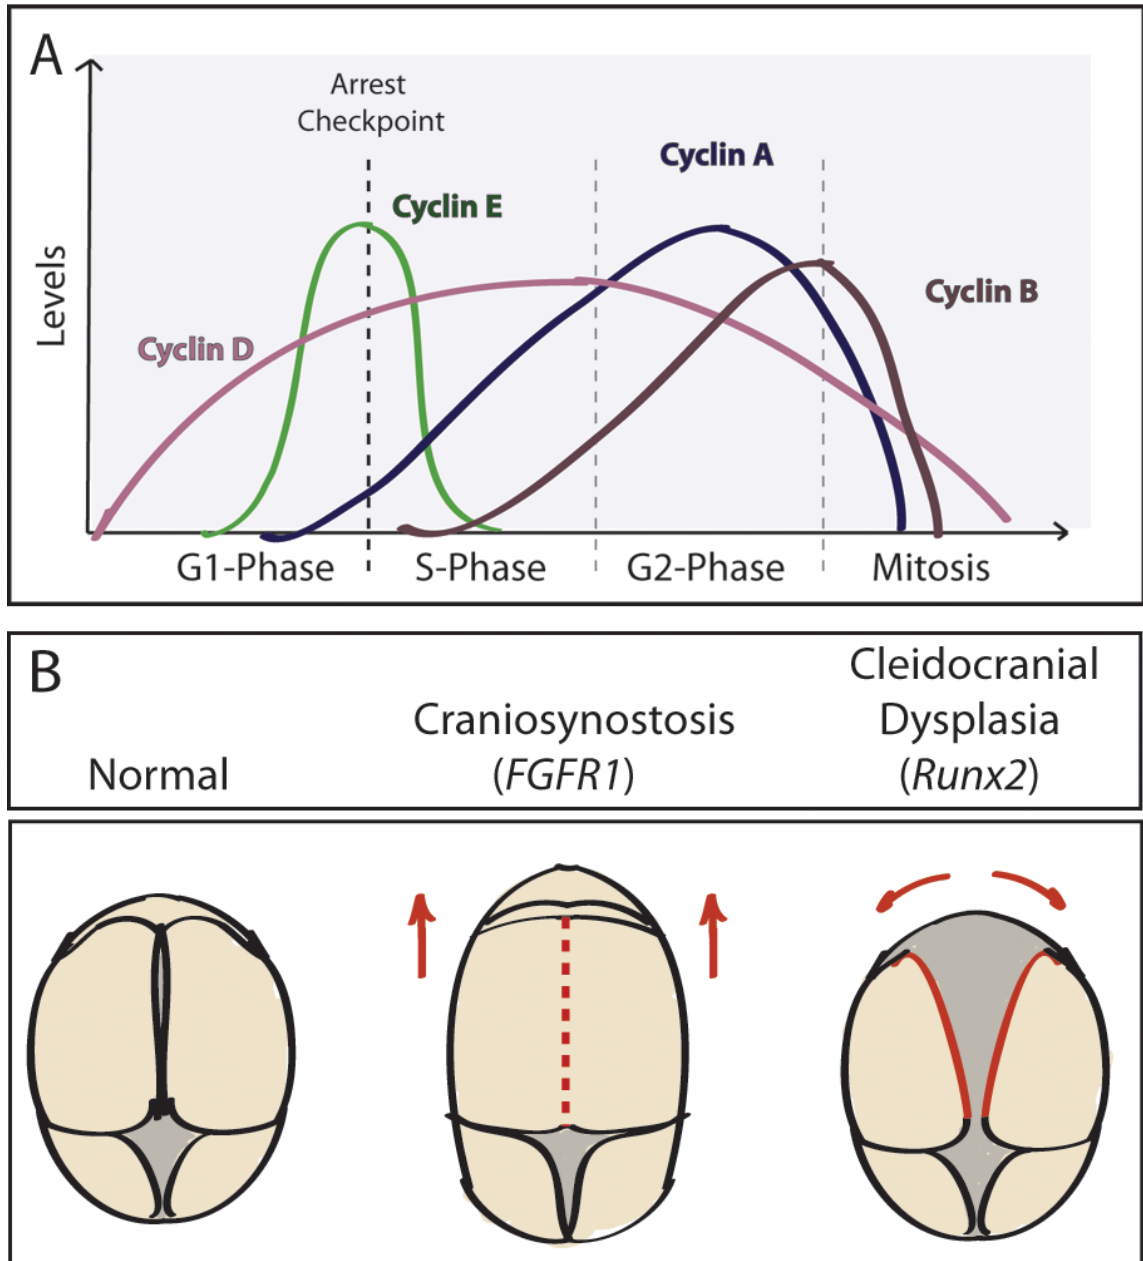 A
Arrest
Checkpoint
Cyclin A
Cyclin E
Cyclin B
Cyclin D
Levels
G1-Phase
S-Phase
G2-Phase
Mitosis
B
Normal
Craniosynostosis
(FGFR1)
Cleidocranial
Dysplasia
(Runx2)